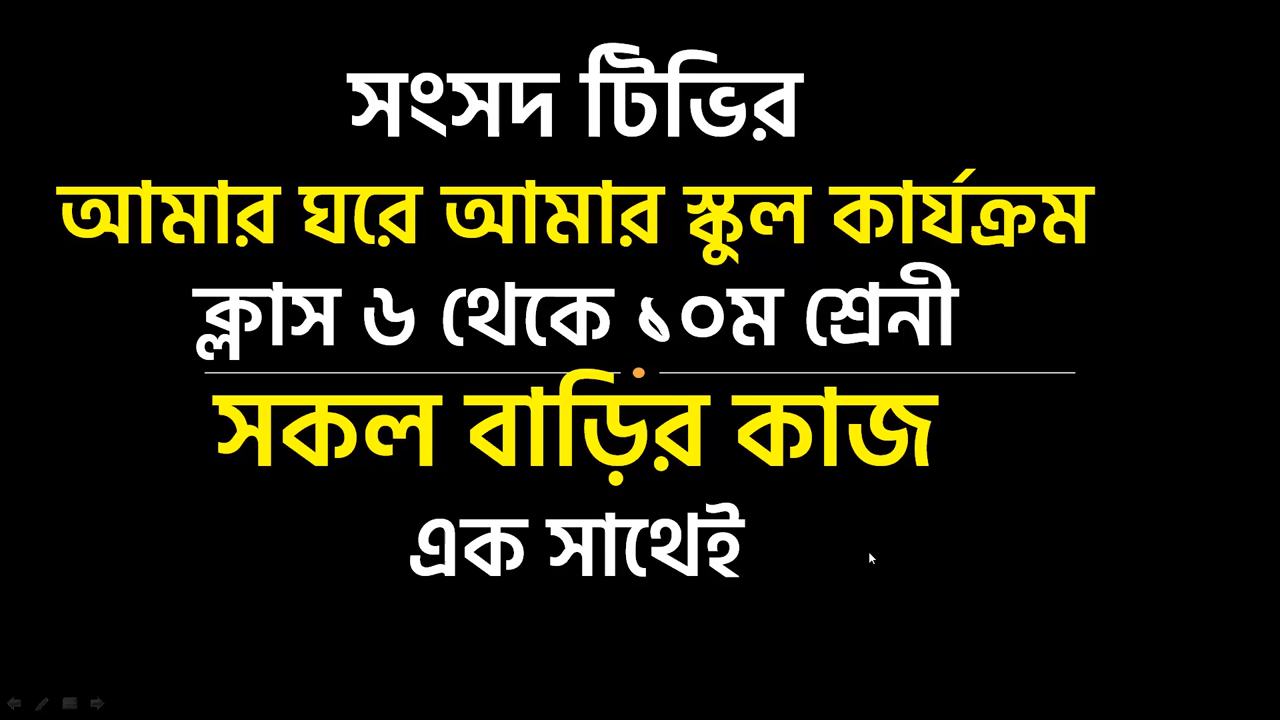 সংসদ টিভির
আমার ঘরে আমার স্কুল কার্যক্রম
ক্লাস ৬ থেকে ১০ম শ্রেনী
সকল বাড়ির কাজ
এক সাথেই